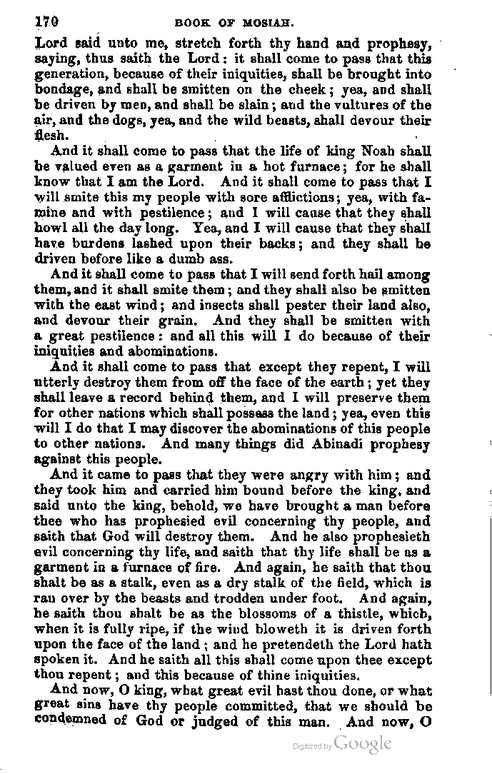 170 BOOK OF MOSIAH.
Lord said unto me, stretch forth thy hand and prophesy,
saying, thus saith the Lord: it shall come to pass that this
generation, because of their iniquities, shall be brought into
bondage, and shall be smitten on the cheek; yea, and shall
be driven by men, and shall be slain; and the vultures of the
air, and the dogs, yea, and the wild beasts, shall devour their
flesh.
And it shall come to pass that the life of king Noah shall
be valued even as a garment in a hot furnace; for he shall
know that I am the Lord. And it shall come to pass that I
will smite this my people with sore afflictions; yea, with fa-
mine and with pestilence; and I will cause that they shall
howl all the day long. Yea, and I will cause that they shall
have burdens lashed upon their backs; and they shall be
driven before like a dumb ass.
And it shall come to pass that I will send forth hail among
them, and it shall smite them; and they shall also be smitten
with the east wind; and insects shall pester their land also,
and devour their grain. And they shall be smitten with
a great pestilence: and all this will I do because of their
iniquities and abominations.
And it shall come to pass that except they repent, I will
utterly destroy them from off the face of the earth; yet they
shall leave a record behind them, and I will preserve them
for other nations which shall possess the land; yea, even this
will I do that I may discover the abominations of this people
to other nations. And many things did Abinadi prophesy
against this people.
And it came to pass that they were angry with him; and
they took him and carried him bound before the king, and
said unto the king, behold, we have brought a man before
thee who has prophesied evil concerning thy people, and
saith that God will destroy them. And he also prophesieth
evil concerning thy life, and saith that thy life shall be as a
garment in a furnace of fire. And again, he saith that thou
shalt be as a stalk, even as a dry stalk of the field, which is
ran over by the beasts and trodden under foot. And again,
he saith thou shalt be as the blossoms of a thistle, which,
when it is fully ripe, if the wind bloweth it is driven forth
upon the face of the land; and he pretendeth the Lord hath
spoken it. And he saith all this shall come upon thee except
thou repent; and this because of thine iniquities.
And now, O king, what great evil hast thou done, or what
great sins have thy people committed, that we should be
condemned of God or judged of this man. And now, O
Digitized by Google